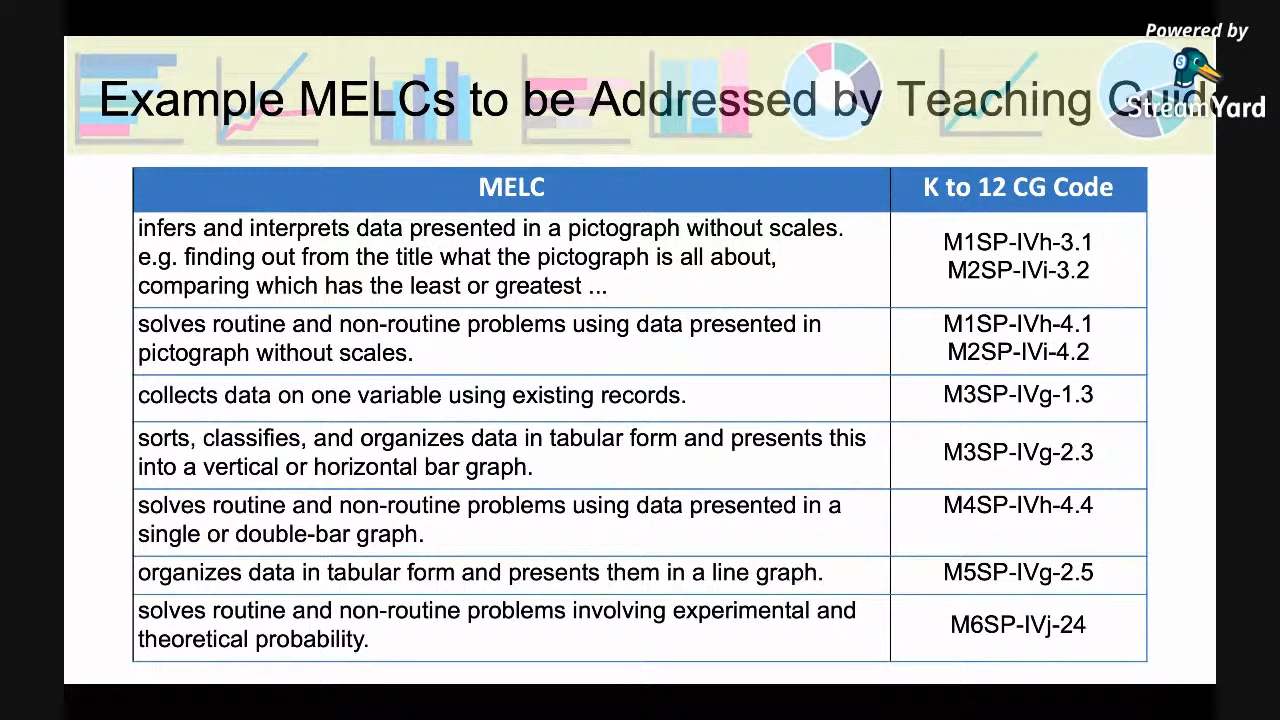 Powered by
StreamYard
Example MELCs to be Addressed by Teaching
MELC
K to 12 CG Code
infers and interprets data presented in a pictograph without scales.
e.g. finding out from the title what the pictograph is all about,
comparing which has the least or greatest ...
M1SP-IVh-3.1
M2SP-IVi-3.2
solves routine and non-routine problems using data presented in
pictograph without scales.
M1SP-IVh-4.1
M2SP-IVi-4.2
collects data on one variable using existing records.
M3SP-IVg-1.3
sorts, classifies, and organizes data in tabular form and presents this
into a vertical or horizontal bar graph.
M3SP-IVg-2.3
solves routine and non-routine problems using data presented in a
single or double-bar graph.
M4SP-IVh-4.4
organizes data in tabular form and presents them in a line graph.
M5SP-IVg-2.5
solves routine and non-routine problems involving experimental and
theoretical probability.
M6SP-IVj-24